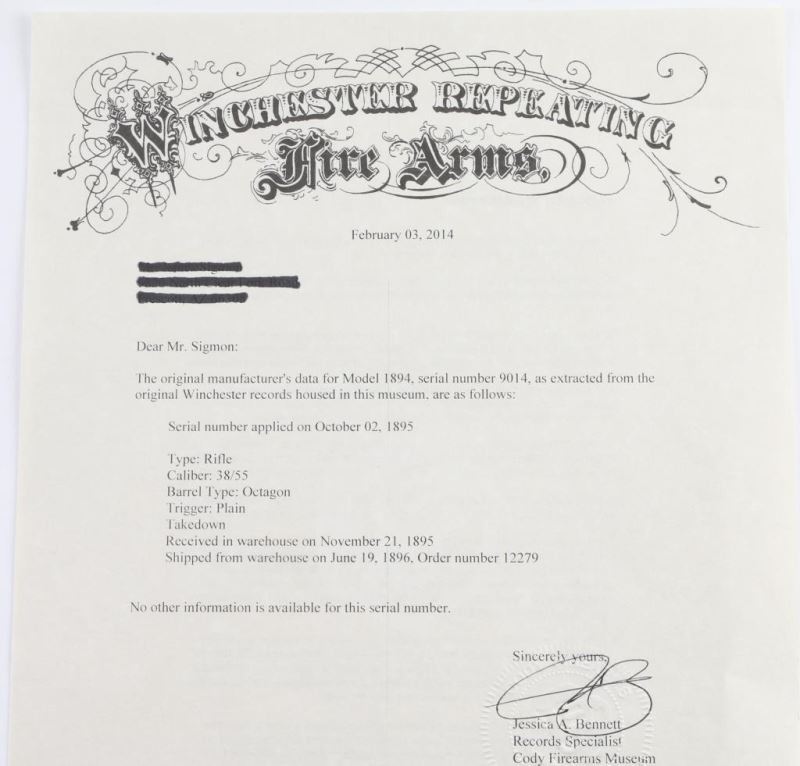 WINCHESTER REPEATING
Fire Arms.
February 03, 2014
Dear Mr. Sigmon:
The original manufacturer's data for Model 1894, serial number 9014, as extracted from the
original Winchester records housed in this museum, are as follows:
Serial number applied on October 02, 1895
Type: Rifle
Caliber: 38/55
Barrel Type: Octagon
Trigger: Plain
Takedown
Received in warehouse on November 21, 1895
Shipped from warehouse on June 19, 1896, Order number 12279
No other information is available for this serial number.
Sincerely yours,
Jessica A. Bennett
Records Specialist
Cody Firearms Museum